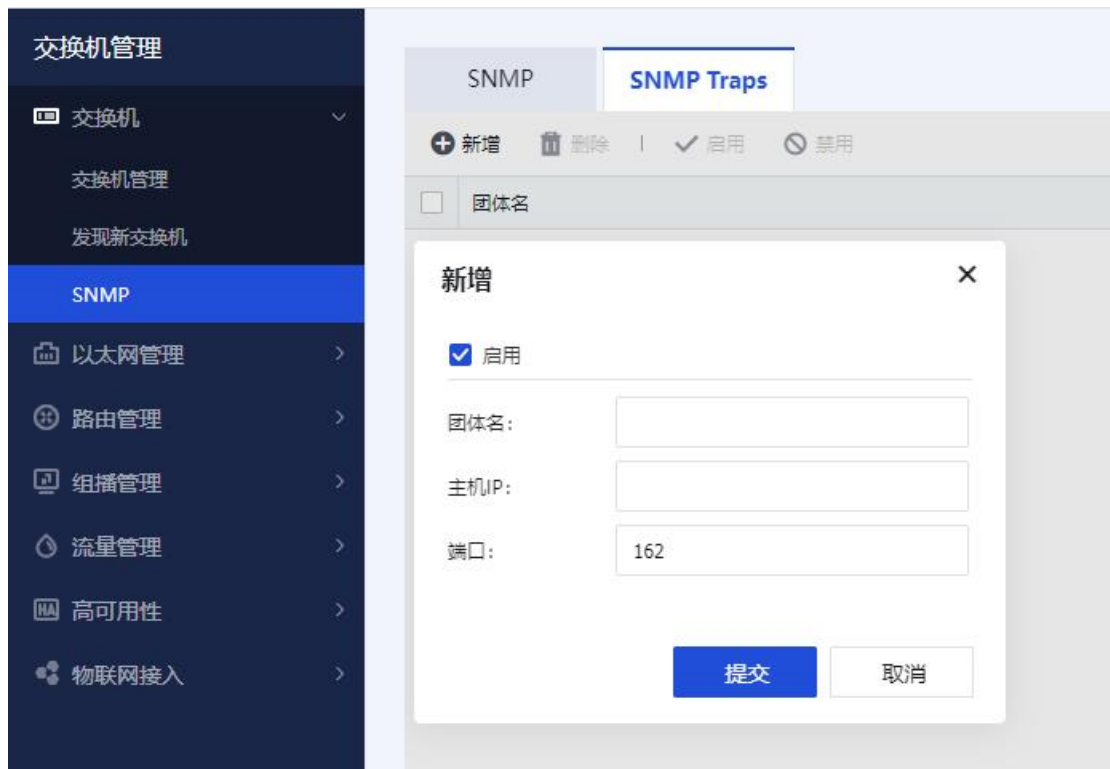 交换机管理
交换机
交换机管理
发现新交换机
SNMP
以太网管理
路由管理
组播管理
流量管理
HA 高可用性
物联网接入
SNMP SNMP Traps
新增 删除 启用 禁用
团体名
新增
启用
团体名:
主机IP:
端口: 162
提交 取消